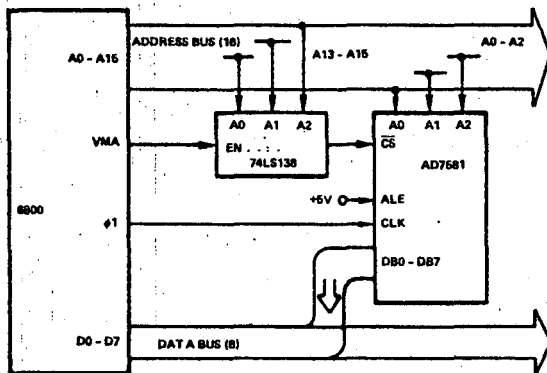 A0 – A15
ADDRESS BUS (16)
A13 – A15
A0 – A2
A0 A1 A2
EN
74LS138
VMA
A0 A1 A2
CS
AD7581
+5V
ALE
6800
ϕ1
CLK
DB0 – DB7
D0 – D7
DATA BUS (8)